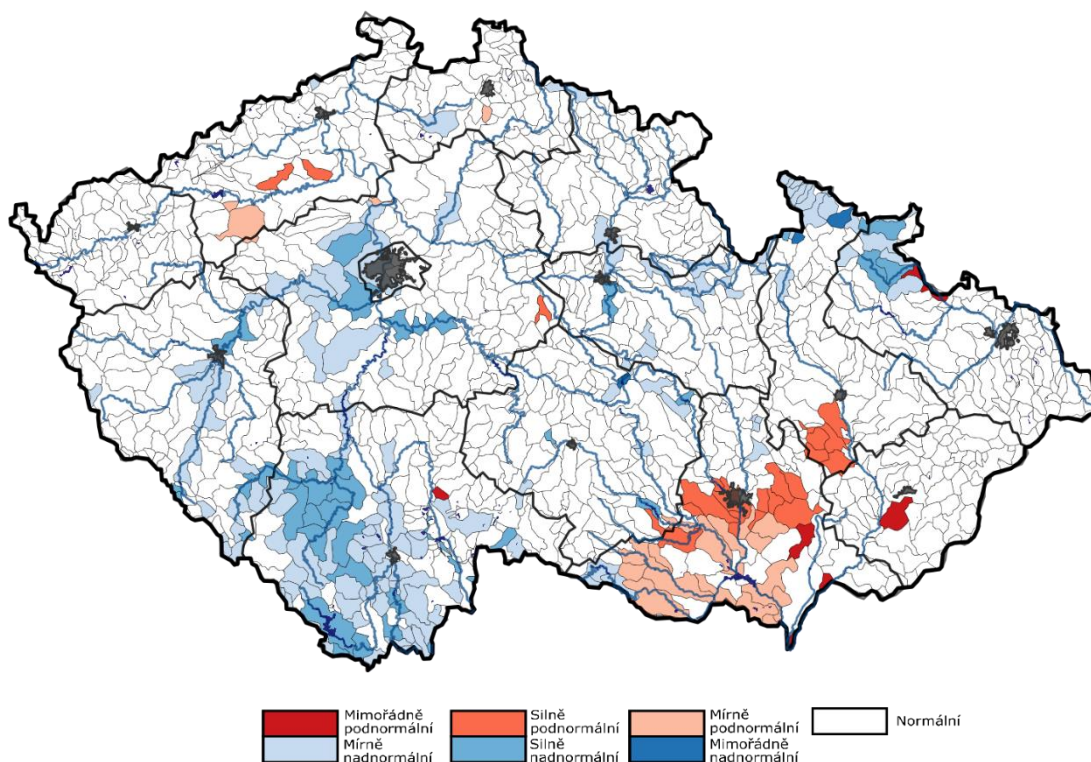 Mimořádně
podnormální
Silně
podnormální
Mírně
podnormální
Normální
Mírně
nadnormální
Silně
nadnormální
Mimořádně
nadnormální